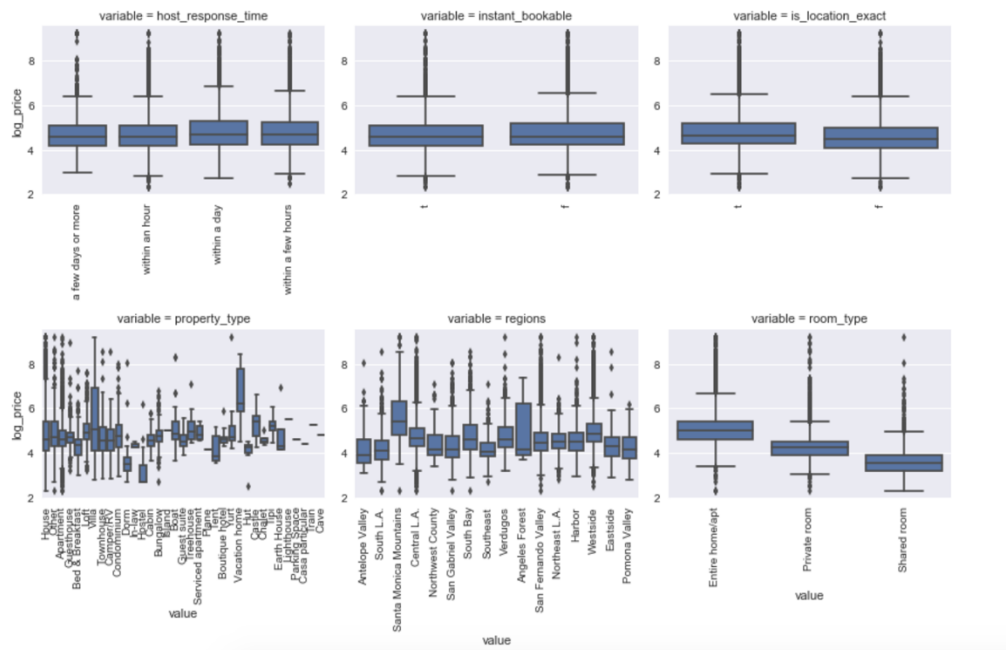 variable = host_response_time
variable = instant_bookable
variable = is_location_exact
log_price
8
6
4
2
8
6
4
2
8
6
4
2
a few days or more
within an hour
within a day
within a few hours
t
f
t
f
variable = property_type
variable = regions
variable = room_type
log_price
8
6
4
2
8
6
4
2
8
6
4
2
House
Other
Apartment
Guesthouse
Bed & Breakfast
Loft
Villa
Townhouse
Camper/RV
Condominium
Dorm
In-law
Hostel
Cabin
Bungalow
Island
Boat
Guest suite
Treehouse
Serviced apartment
Plane
Tent
Boutique hotel
Yurt
Vacation home
Hut
Castle
Chalet
Tipi
Earth House
Lighthouse
Parking Space
Casa particular
Train
Cave
value
Antelope Valley
South L.A.
Santa Monica Mountains
Central L.A.
Northwest County
San Gabriel Valley
South Bay
Southeast
Verdugos
Angeles Forest
San Fernando Valley
Northeast L.A.
Harbor
Westside
Eastside
Pomona Valley
value
Entire home/apt
Private room
Shared room
value